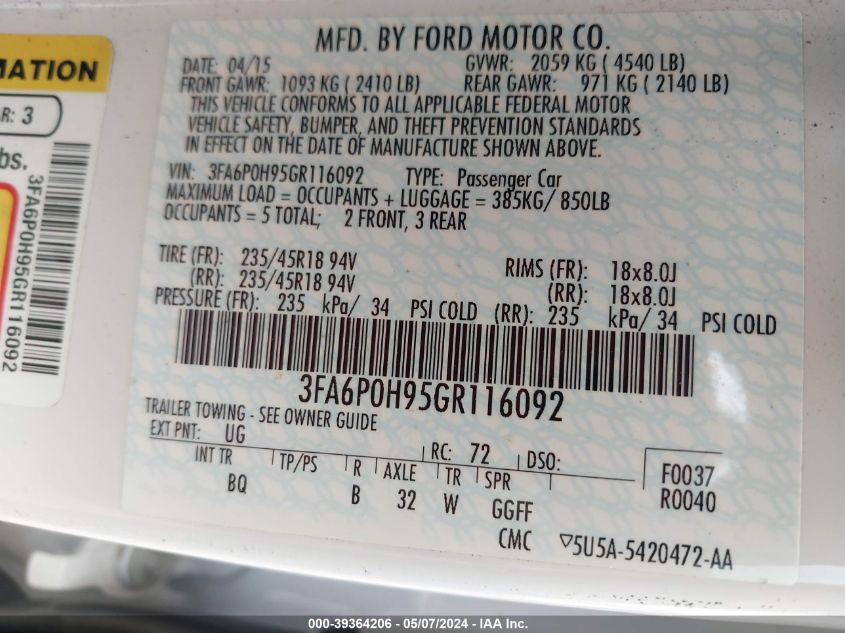 MATION
R: 3
bs.
3FA6P0H95GR116092
MFD. BY FORD MOTOR CO.
DATE: 04/15 GVWR: 2059 KG ( 4540 LB)
FRONT GAWR: 1093 KG ( 2410 LB) REAR GAWR: 971 KG ( 2140 LB)
THIS VEHICLE CONFORMS TO ALL APPLICABLE FEDERAL MOTOR
VEHICLE SAFETY, BUMPER, AND THEFT PREVENTION STANDARDS
IN EFFECT ON THE DATE OF MANUFACTURE SHOWN ABOVE.
VIN: 3FA6P0H95GR116092 TYPE: Passenger Car
MAXIMUM LOAD = OCCUPANTS + LUGGAGE = 385KG/ 850LB
OCCUPANTS = 5 TOTAL; 2 FRONT, 3 REAR
TIRE (FR): 235/45R18 94V RIMS (FR): 18x8.0J
(RR): 235/45R18 94V (RR): 18x8.0J
PRESSURE (FR): 235 kPa/ 34 PSI COLD (RR): 235 kPa/ 34 PSI COLD
3FA6P0H95GR116092
TRAILER TOWING - SEE OWNER GUIDE
EXT PNT: UG RC: 72 DSO: F0037
INT TR TP/PS R AXLE TR SPR R0040
BQ B 32 W GGFF
CMC ▽5U5A-5420472-AA
000-39364206 - 05/07/2024 - IAA Inc.